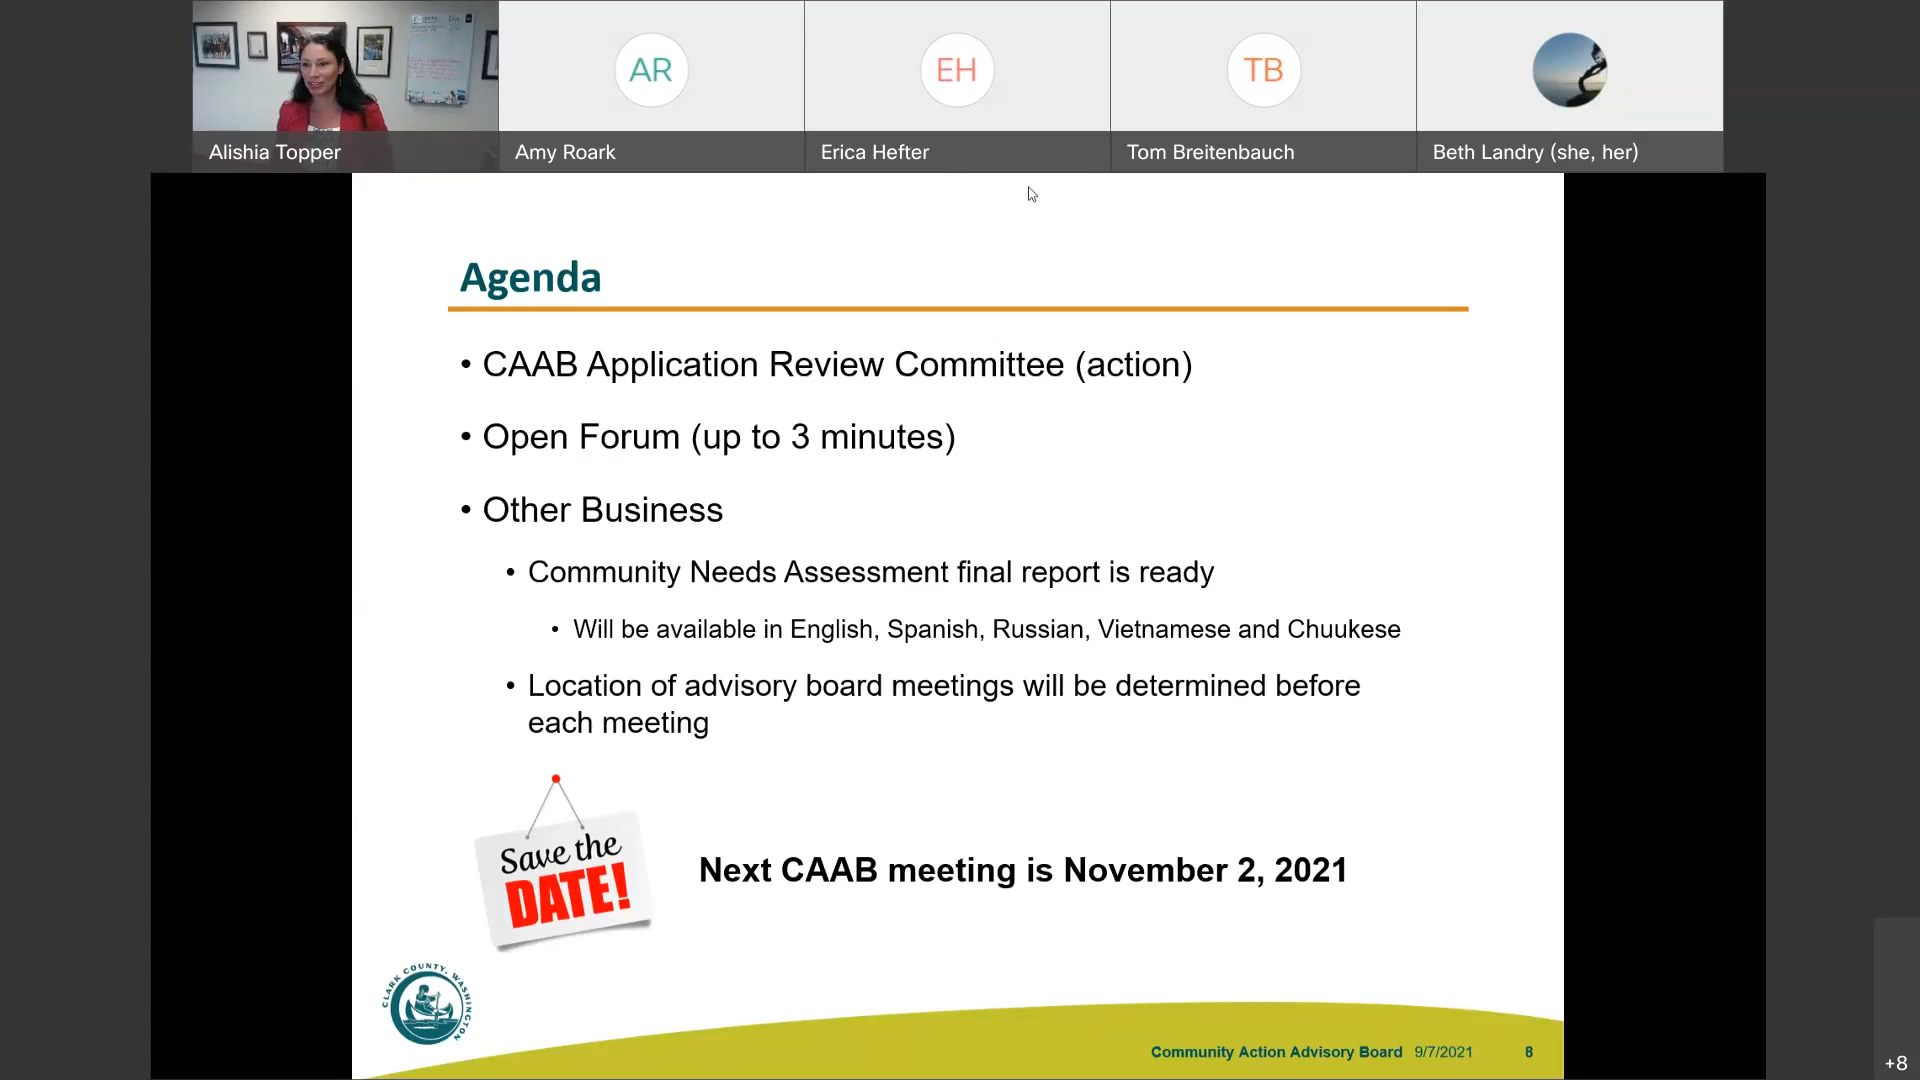 AR
EH
TB
Alishia Topper
Amy Roark
Erica Hefter
Tom Breitenbauch
Beth Landry (she, her)
Agenda
• CAAB Application Review Committee (action)
• Open Forum (up to 3 minutes)
• Other Business
• Community Needs Assessment final report is ready
• Will be available in English, Spanish, Russian, Vietnamese and Chuukese
• Location of advisory board meetings will be determined before
each meeting
Save the
DATE!
Next CAAB meeting is November 2, 2021
CLARK COUNTY, WASHINGTON
Community Action Advisory Board 9/7/2021 8
+8